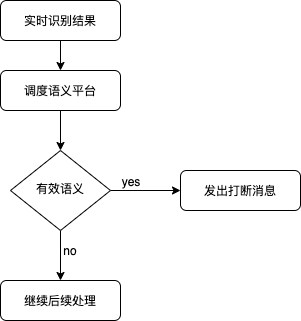 实时识别结果
调度语义平台
有效语义
yes
发出打断消息
no
继续后续处理